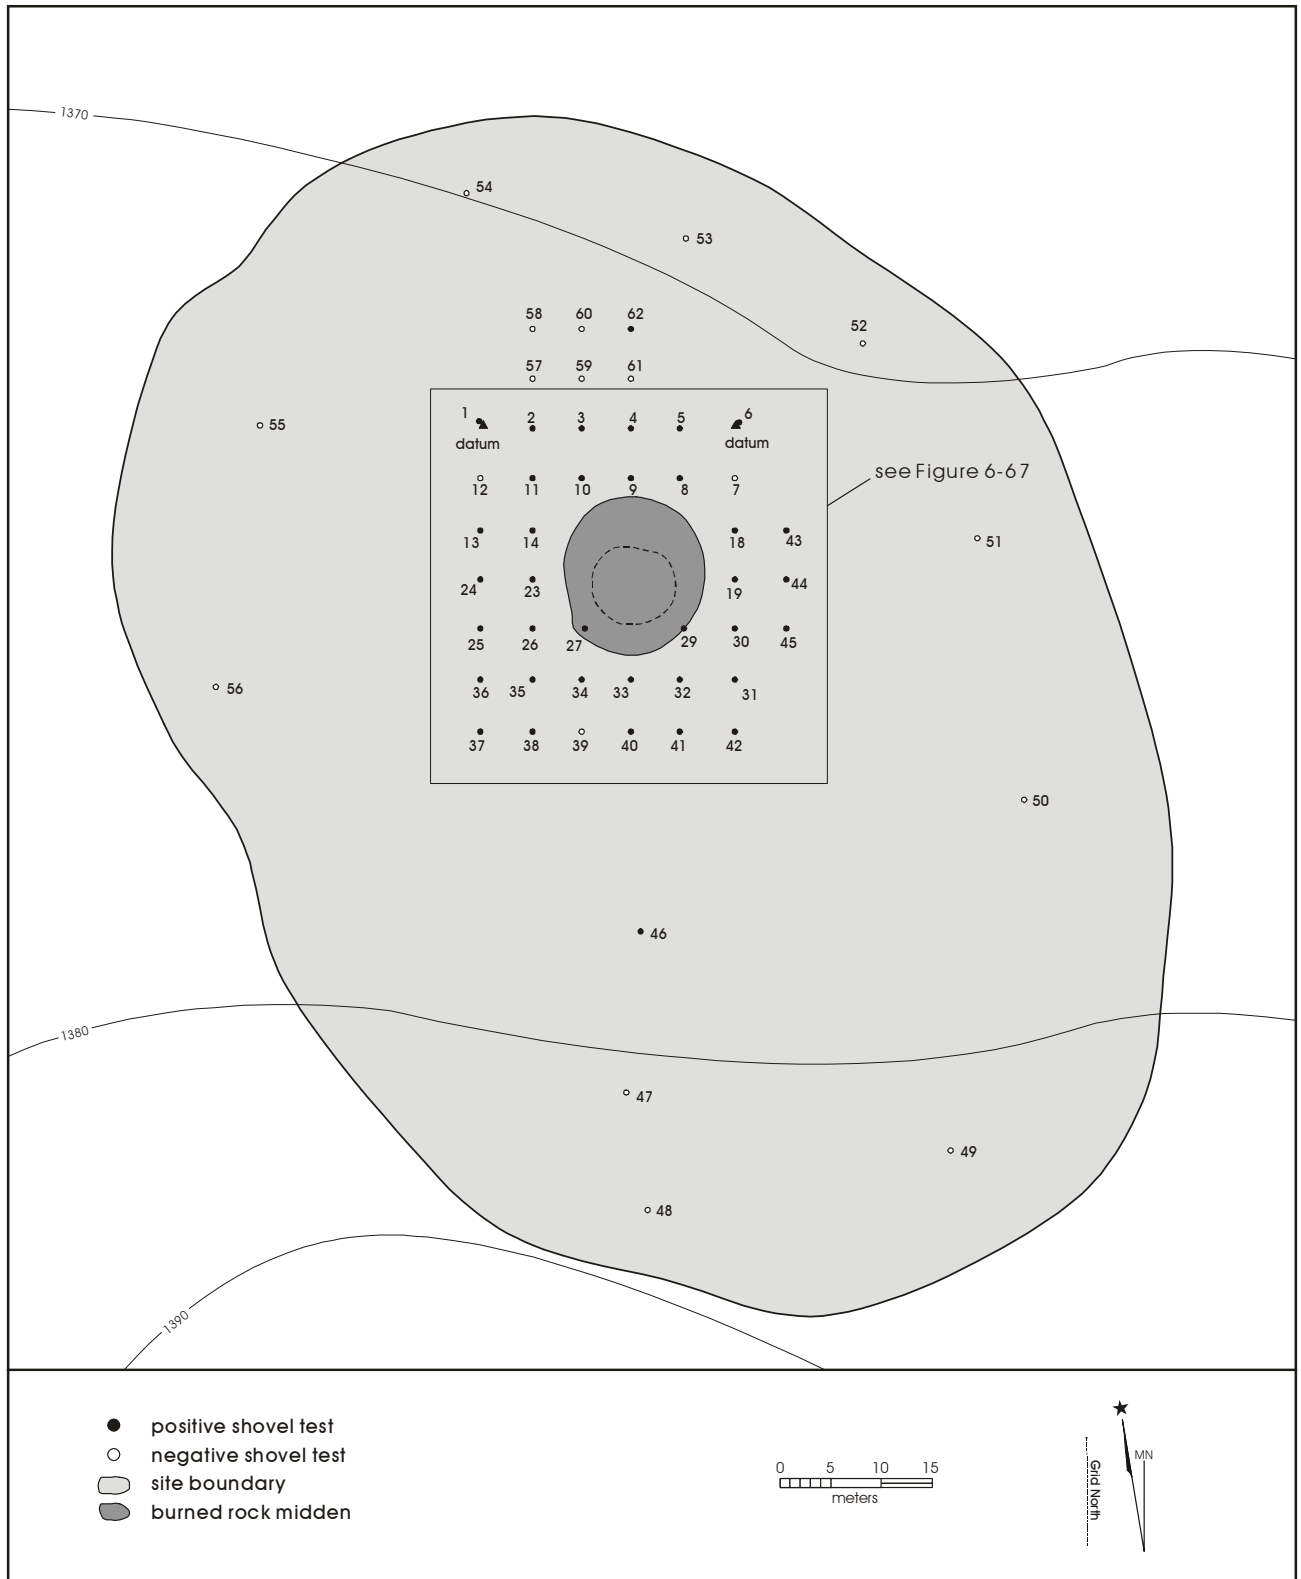 1370
54
53
58 60 62
52
57 59 61
55
1 2 3 4 5 6
datum datum
see Figure 6-67
12 11 10 9 8 7
13 14 18 43
51
24 23 19 44
25 26 27 29 30 45
56
36 35 34 33 32 31
37 38 39 40 41 42
50
46
1380
47
49
48
1390
positive shovel test
negative shovel test
site boundary
burned rock midden
0 5 10 15
meters
Grid North
MN